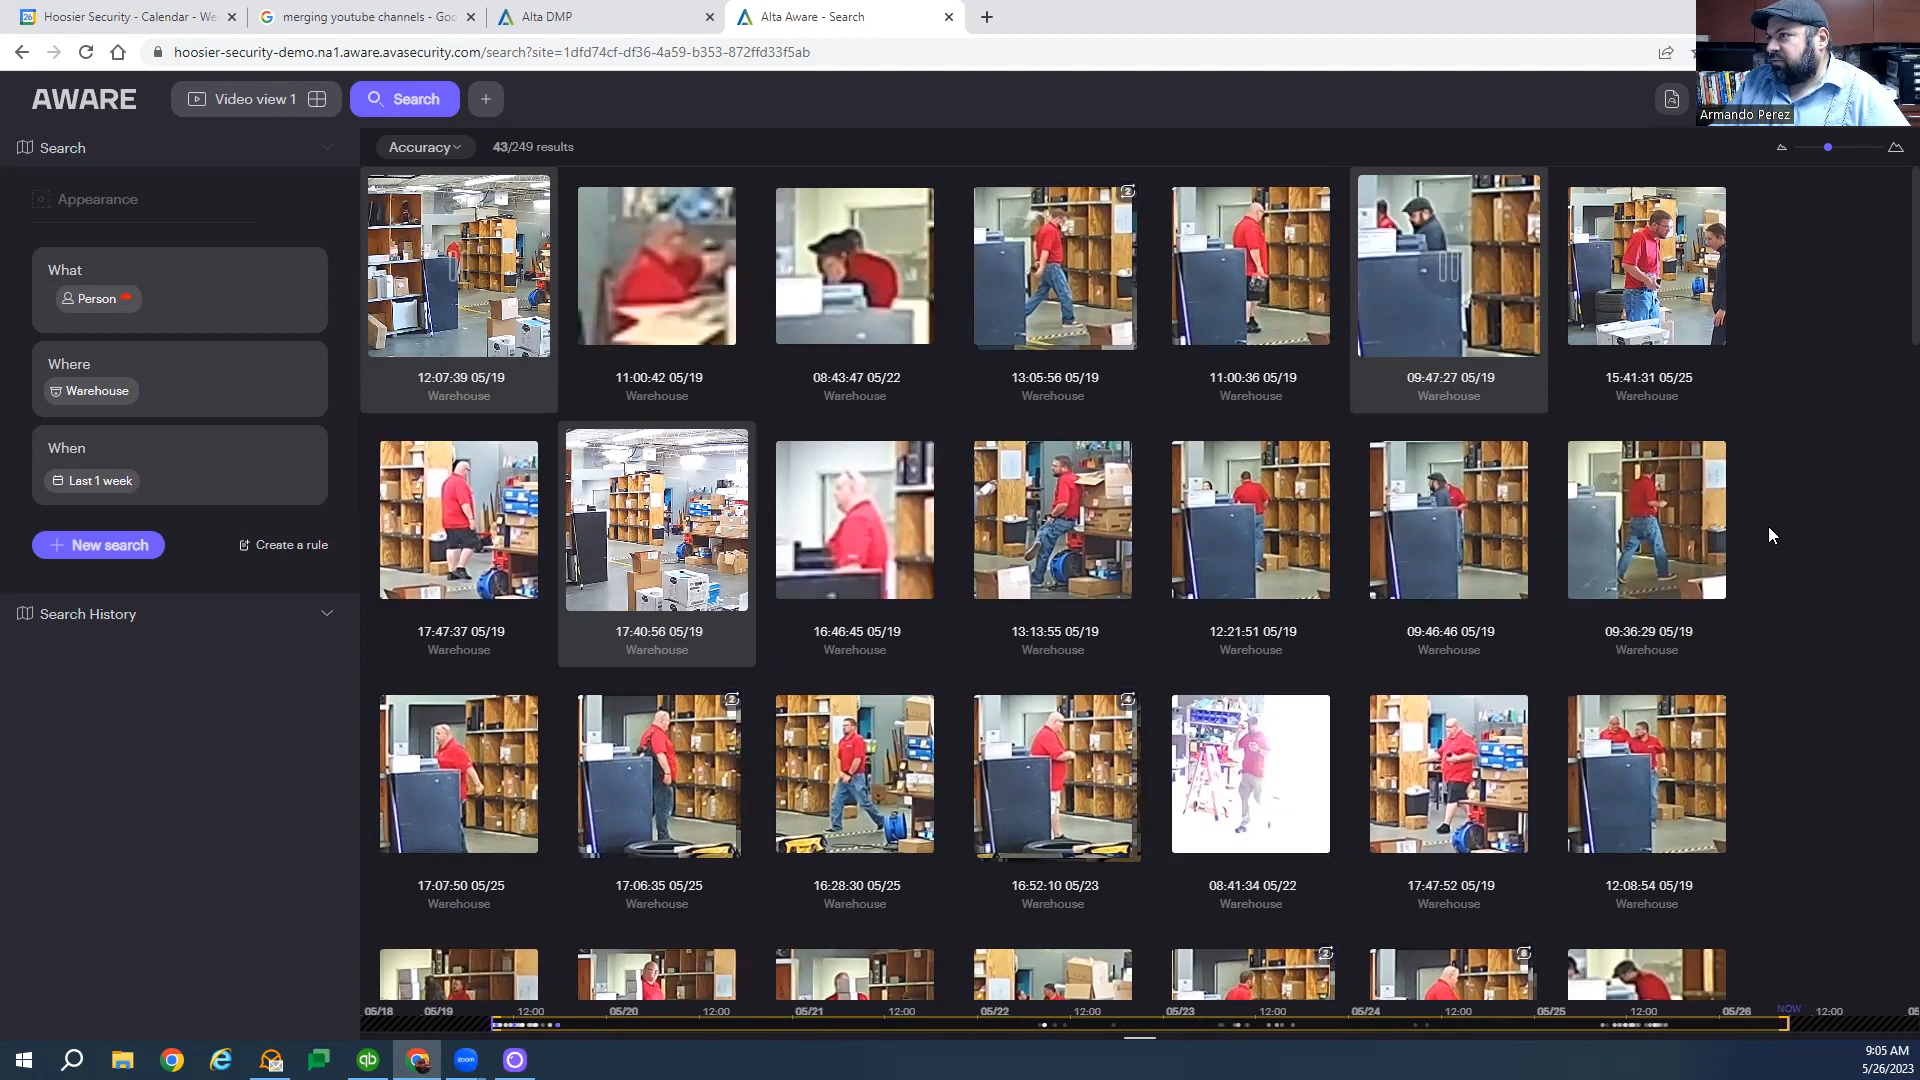 Hoosier Security - Calendar - We
merging youtube channels - Goo
Alta DMP
Alta Aware - Search
hoosier-security-demo.na1.aware.avasecurity.com/search?site=1dfd74cf-df36-4a59-b353-872ffd33f5ab
Armando Perez
AWARE
Video view 1
Search
Search
Accuracy
43/249 results
Appearance
What
Person
Where
Warehouse
When
Last 1 week
New search
Create a rule
Search History
12:07:39 05/19 11:00:42 05/19 08:43:47 05/22 13:05:56 05/19 11:00:36 05/19 09:47:27 05/19 15:41:31 05/25
Warehouse Warehouse Warehouse Warehouse Warehouse Warehouse Warehouse
17:47:37 05/19 17:40:56 05/19 16:46:45 05/19 13:13:55 05/19 12:21:51 05/19 09:46:46 05/19 09:36:29 05/19
Warehouse Warehouse Warehouse Warehouse Warehouse Warehouse Warehouse
2
4
17:07:50 05/25 17:06:35 05/25 16:28:30 05/25 16:52:10 05/23 08:41:34 05/22 17:47:52 05/19 12:08:54 05/19
Warehouse Warehouse Warehouse Warehouse Warehouse Warehouse Warehouse
2
05/18 05/19 12:00 05/20 12:00 05/21 12:00 05/22 12:00 05/23 12:00 05/24 12:00 05/25 12:00 05/26 NOW 12:00
qb
zoom
9:05 AM
5/26/2023